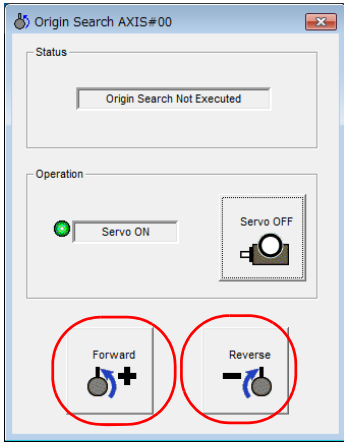 Origin Search AXIS#00
Status
Origin Search Not Executed
Operation
Servo ON
Servo OFF
Forward
Reverse